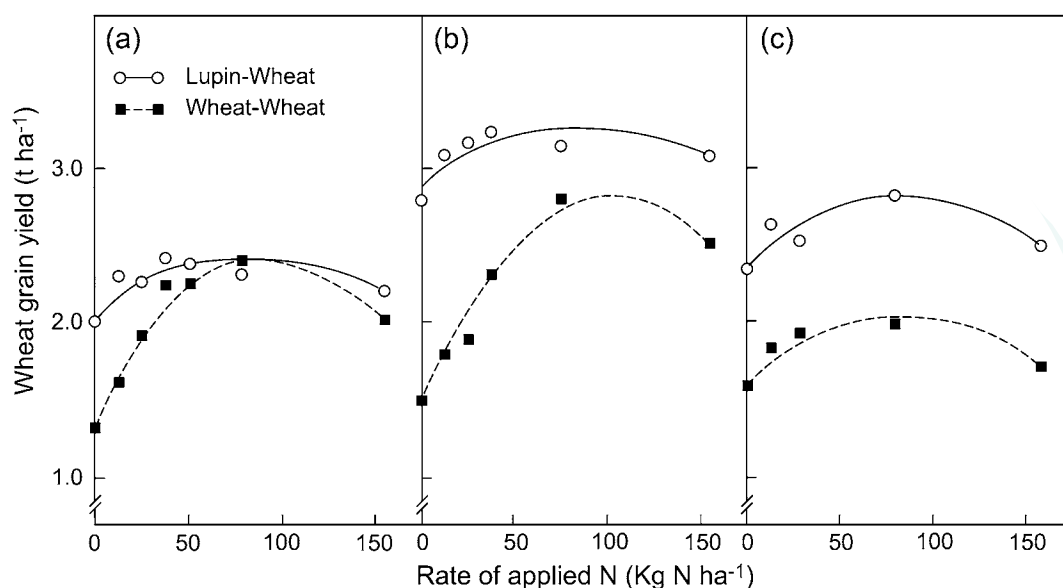 (a)
(b)
(c)
Lupin-Wheat
Wheat-Wheat
Wheat grain yield (t ha-1)
3.0
2.0
1.0
0 50 100 150
0 50 100 150
0 50 100 150
Rate of applied N (Kg N ha-1)